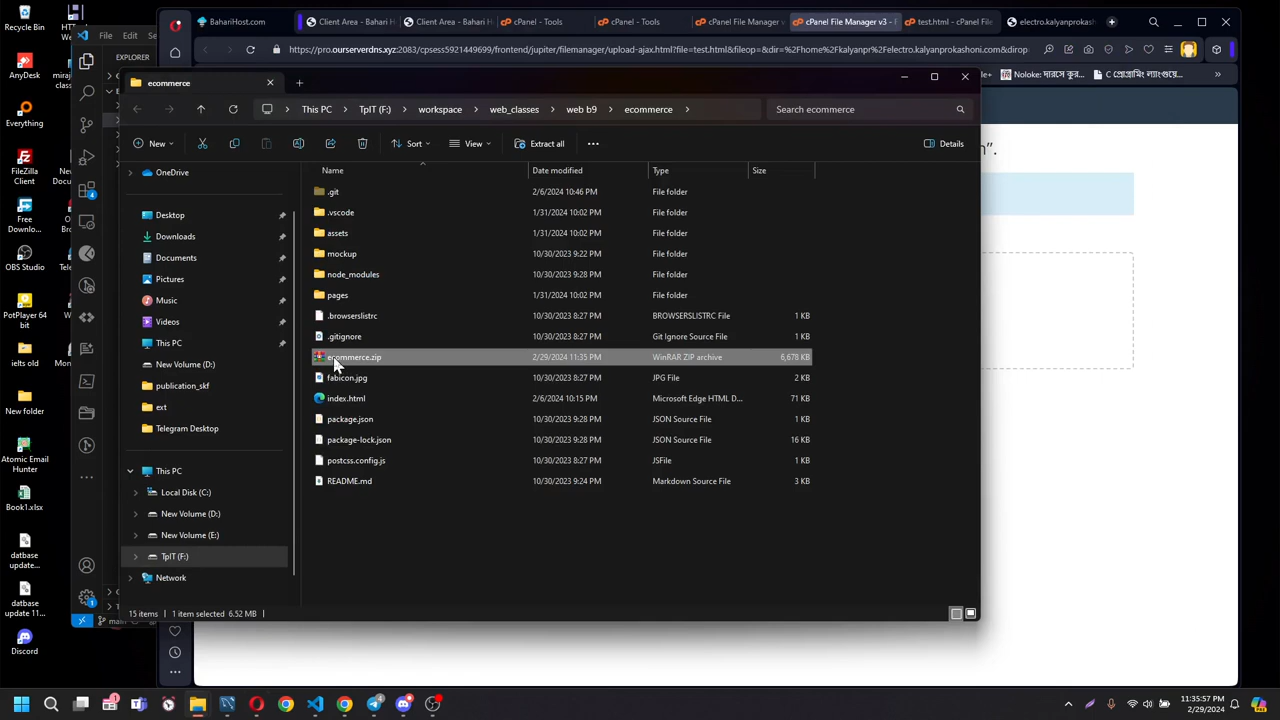 Recycle Bin
AnyDesk
Everything
FileZilla Client
Free Downlo...
OBS Studio
PotPlayer 64 bit
ielts old
New folder
Atomic Email Hunter
Book1.xlsx
datbase update ...
datbase update 11...
Discord
File Edit
EXPLORER
BahariHost.com
Client Area - Bahari H
Client Area - Bahari H
cPanel - Tools
cPanel - Tools
cPanel File Manage
cPanel File Manager v3 -
test.html - cPanel File
electro.kalyanprokash
https://pro.ourserverdns.xyz:2083/cpsess5921449699/frontend/jupiter/filemanager/upload-ajax.html?file=test.html&fileop=&dir=%2Fhome%2Fkalyanpr%2Felectro.kalyanprokashoni.com&dirop
Noloke: দারসে কুর...
C প্রোগ্রামিং ল্যাংগুয়ে...
n”.
ecommerce
This PC
TpIT (F:)
workspace
web_classes
web b9
ecommerce
Search ecommerce
New
Sort
View
Extract all
Details
Name
Date modified
Type
Size
OneDrive
Desktop
Downloads
Documents
Pictures
Music
Videos
This PC
New Volume (D:)
publication_skf
ext
Telegram Desktop
This PC
Local Disk (C:)
New Volume (D:)
New Volume (E:)
TpIT (F:)
Network
.git 2/6/2024 10:46 PM File folder
.vscode 1/31/2024 10:02 PM File folder
assets 1/31/2024 10:02 PM File folder
mockup 10/30/2023 9:22 PM File folder
node_modules 10/30/2023 9:28 PM File folder
pages 1/31/2024 10:02 PM File folder
.browserslistrc 10/30/2023 8:27 PM BROWSERSLISTRC File 1 KB
.gitignore 10/30/2023 8:27 PM Git Ignore Source File 1 KB
ecommerce.zip 2/29/2024 11:35 PM WinRAR ZIP archive 6,678 KB
fabicon.jpg 10/30/2023 8:27 PM JPG File 2 KB
index.html 2/6/2024 10:15 PM Microsoft Edge HTML D... 71 KB
package.json 10/30/2023 9:28 PM JSON Source File 1 KB
package-lock.json 10/30/2023 9:28 PM JSON Source File 16 KB
postcss.config.js 10/30/2023 8:27 PM JSFile 1 KB
README.md 10/30/2023 9:24 PM Markdown Source File 3 KB
15 items
1 item selected 6.52 MB
main
11:35:57 PM
2/29/2024